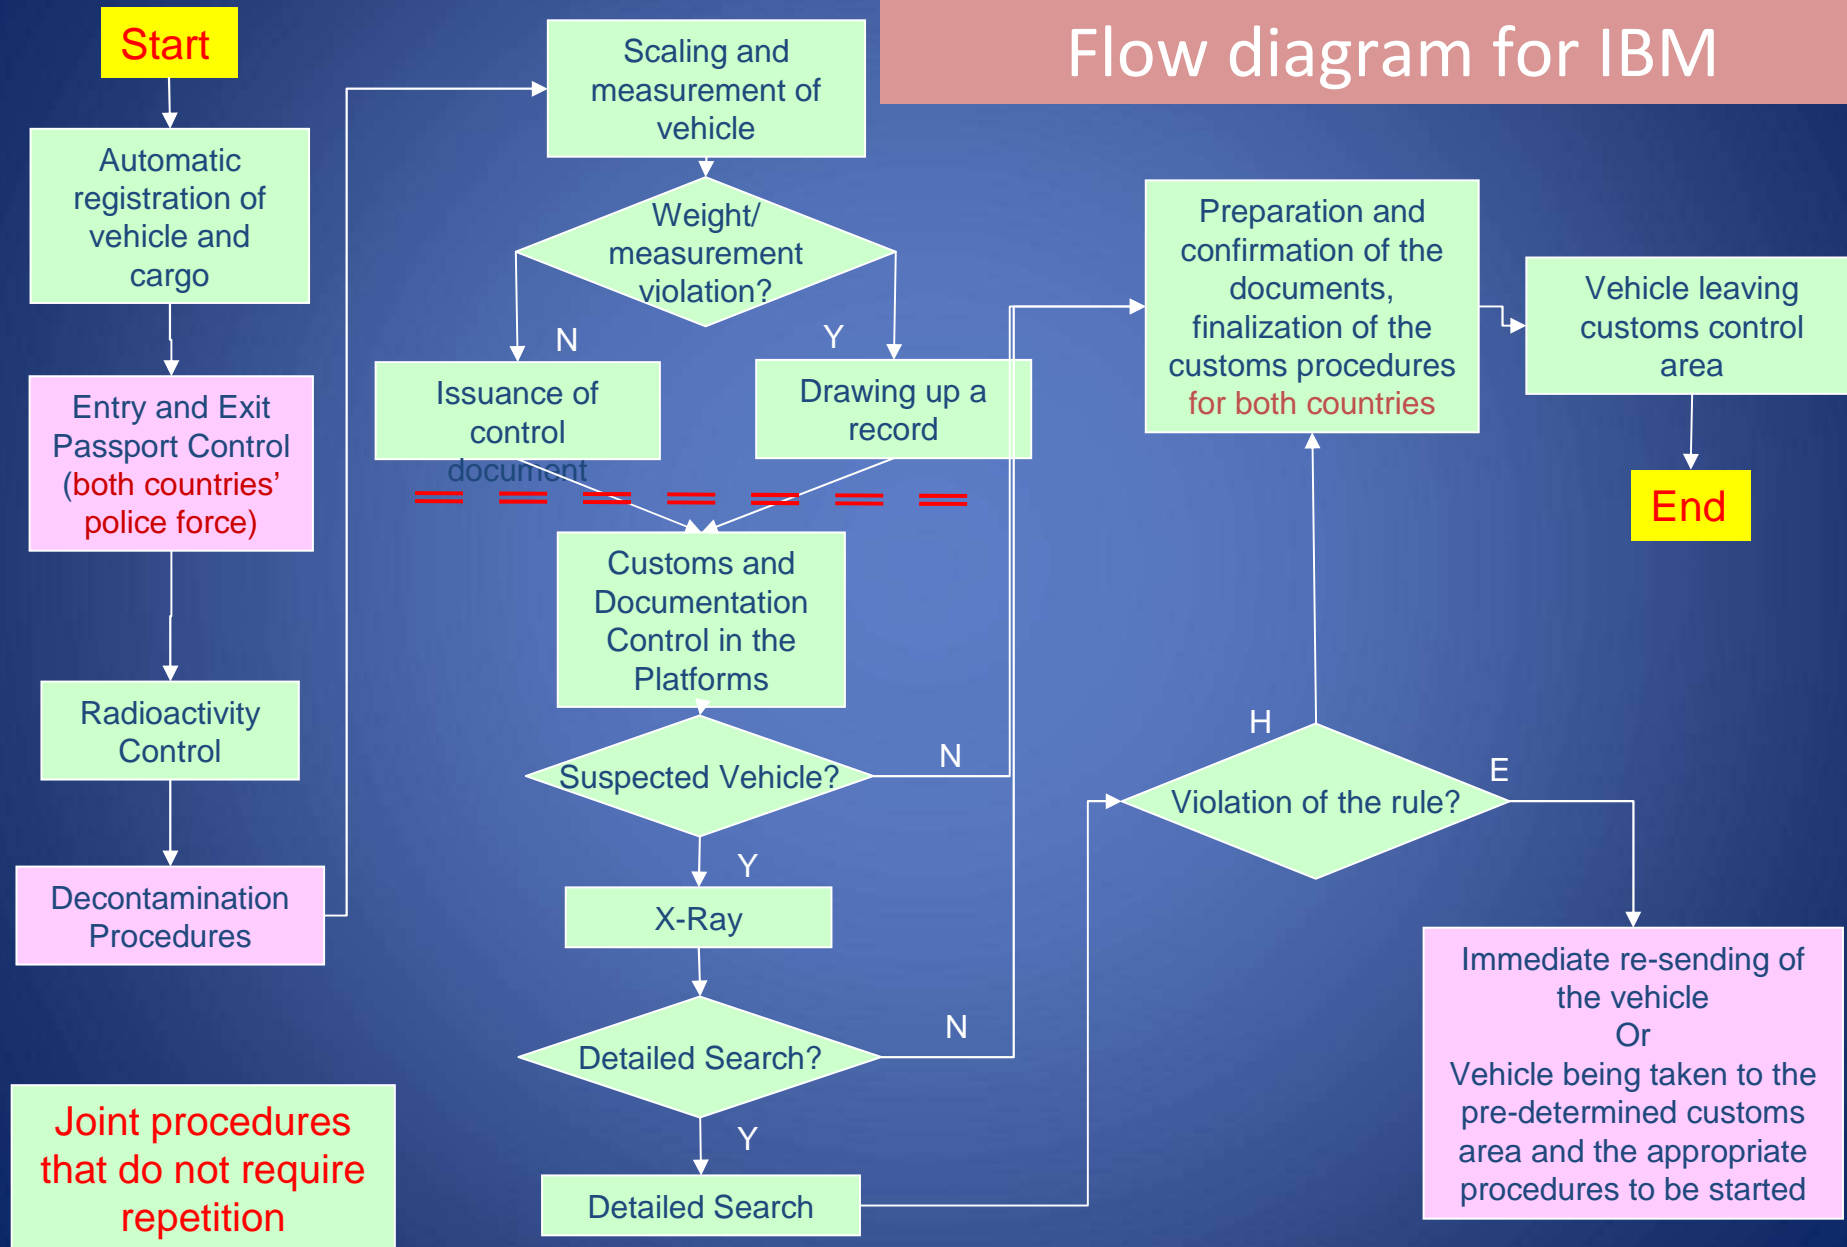 Flow diagram for IBM
Start
Automatic
registration of
vehicle and
cargo
Entry and Exit
Passport Control
(both countries’
police force)
Radioactivity
Control
Decontamination
Procedures
Scaling and
measurement of
vehicle
Weight/
measurement
violation?
N
Y
Issuance of
control
document
Drawing up a
record
Customs and
Documentation
Control in the
Platforms
Suspected Vehicle?
N
Y
X-Ray
Detailed Search?
N
Y
Detailed Search
Violation of the rule?
H
E
Preparation and
confirmation of the
documents,
finalization of the
customs procedures
for both countries
Vehicle leaving
customs control
area
End
Immediate re-sending of
the vehicle
Or
Vehicle being taken to the
pre-determined customs
area and the appropriate
procedures to be started
Joint procedures
that do not require
repetition